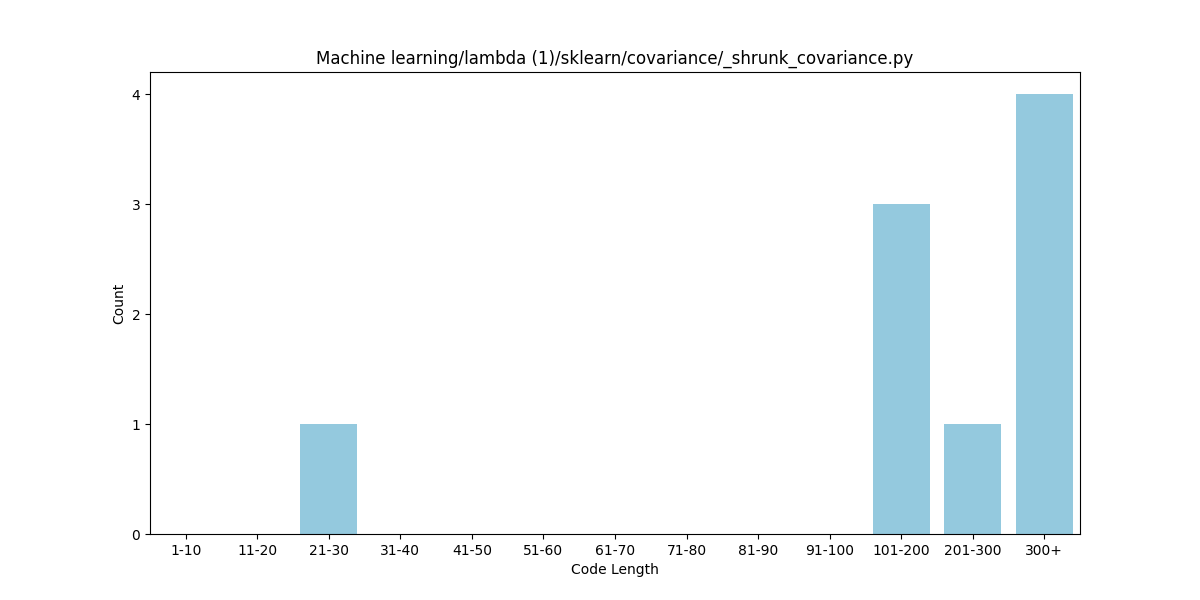 Machine learning/lambda (1)/sklearn/covariance/_shrunk_covariance.py
4
3
2
1
0
Count
1-10 11-20 21-30 31-40 41-50 51-60 61-70 71-80 81-90 91-100 101-200 201-300 300+
Code Length